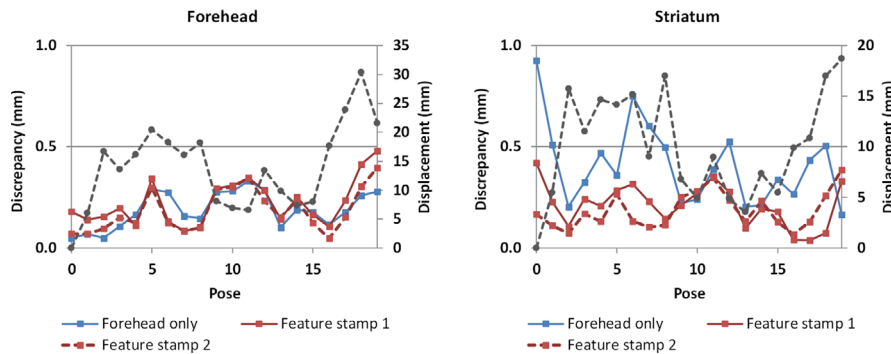 Forehead
1.0
0.5
0.0
Discrepancy (mm)
35
30
25
20
15
10
5
0
Displacement (mm)
0 5 10 15
Pose
Forehead only Feature stamp 1
Feature stamp 2
Striatum
1.0
0.5
0.0
Discrepancy (mm)
20
15
10
5
0
Displacement (mm)
0 5 10 15
Pose
Forehead only Feature stamp 1
Feature stamp 2